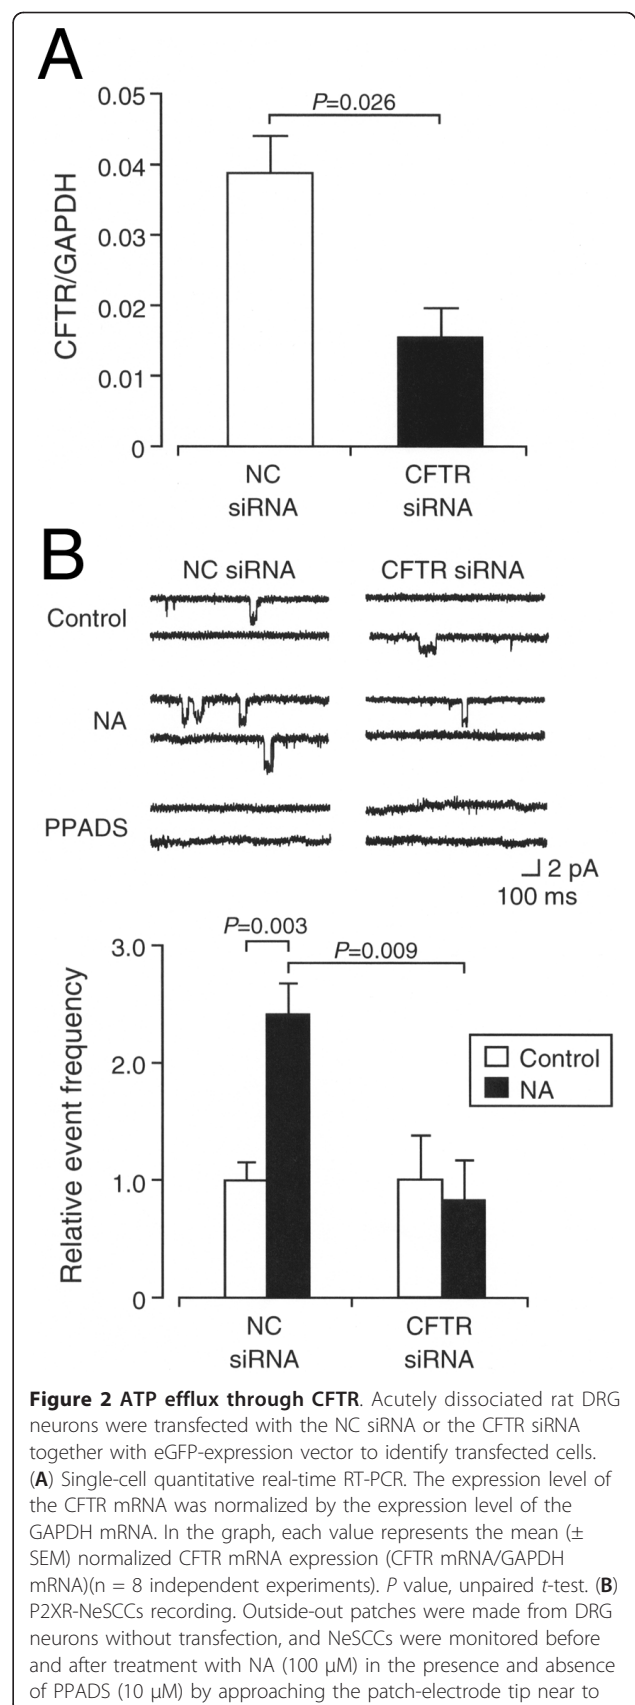 A
0.05
0.04
0.03
0.02
0.01
0
CFTR/GAPDH
P=0.026
NC
siRNA
CFTR
siRNA
B
NC siRNA
CFTR siRNA
Control
NA
PPADS
2 pA
100 ms
3.0
2.0
1.0
0
Relative event frequency
P=0.003
P=0.009
Control
NA
NC
siRNA
CFTR
siRNA
Figure 2 ATP efflux through CFTR. Acutely dissociated rat DRG
neurons were transfected with the NC siRNA or the CFTR siRNA
together with eGFP-expression vector to identify transfected cells.
(A) Single-cell quantitative real-time RT-PCR. The expression level of
the CFTR mRNA was normalized by the expression level of the
GAPDH mRNA. In the graph, each value represents the mean (±
SEM) normalized CFTR mRNA expression (CFTR mRNA/GAPDH
mRNA)(n = 8 independent experiments). P value, unpaired t-test. (B)
P2XR-NeSCCs recording. Outside-out patches were made from DRG
neurons without transfection, and NeSCCs were monitored before
and after treatment with NA (100 μM) in the presence and absence
of PPADS (10 μM) by approaching the patch-electrode tip near to